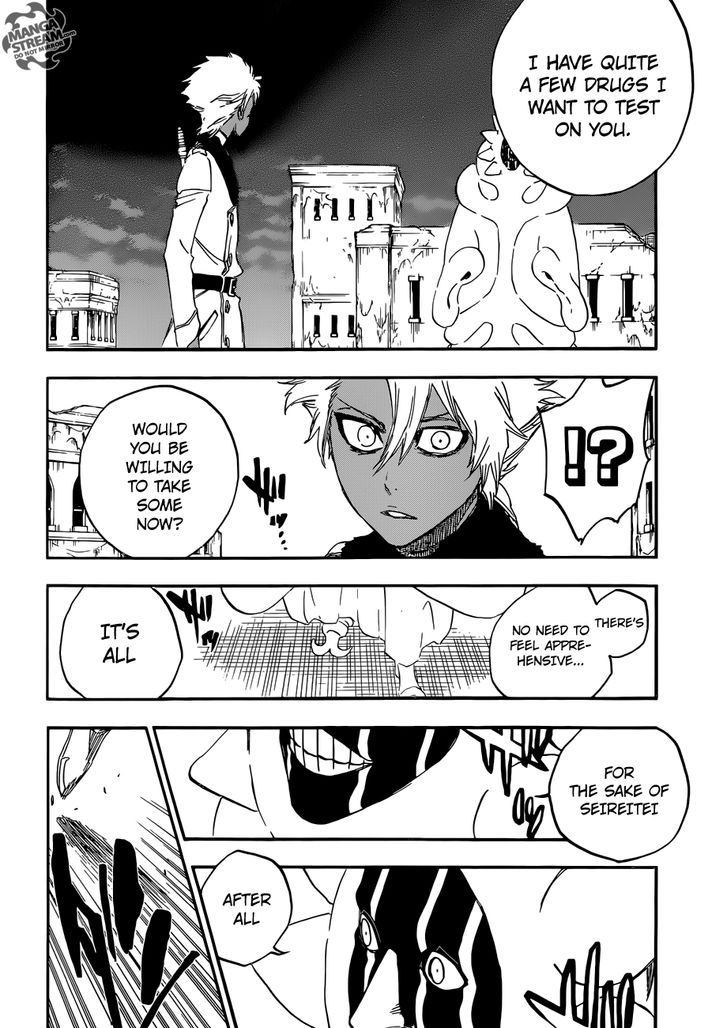 MANGA
STREAM.com
DO NOT MIRROR
I HAVE QUITE
A FEW DRUGS I
WANT TO TEST
ON YOU.
!?
WOULD
YOU BE
WILLING
TO TAKE
SOME
NOW?
THERE'S
NO NEED TO
FEEL APPRE-
HENSIVE...
IT'S
ALL
FOR
THE SAKE OF
SEIREITEI
AFTER
ALL